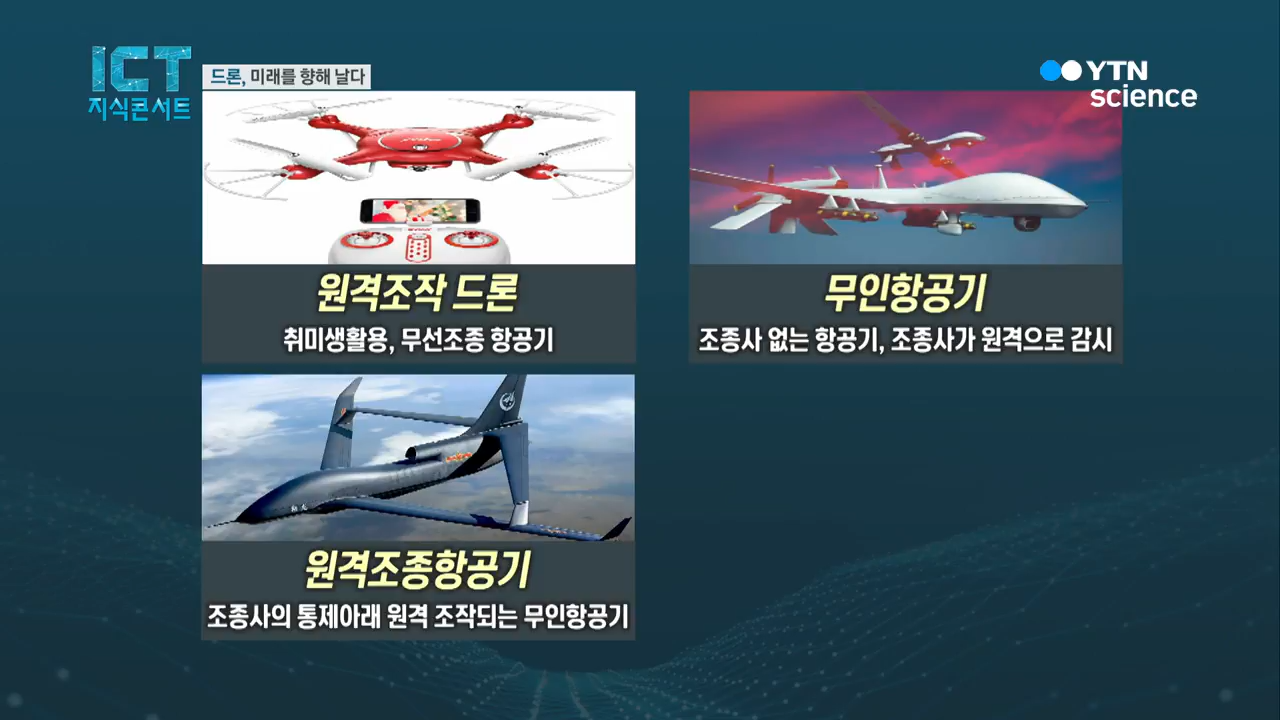 ICT
지식콘서트
드론, 미래를 향해 날다
YTN
science
원격조작 드론
취미생활용, 무선조종 항공기
무인항공기
조종사 없는 항공기, 조종사가 원격으로 감시
원격조종항공기
조종사의 통제아래 원격 조작되는 무인항공기